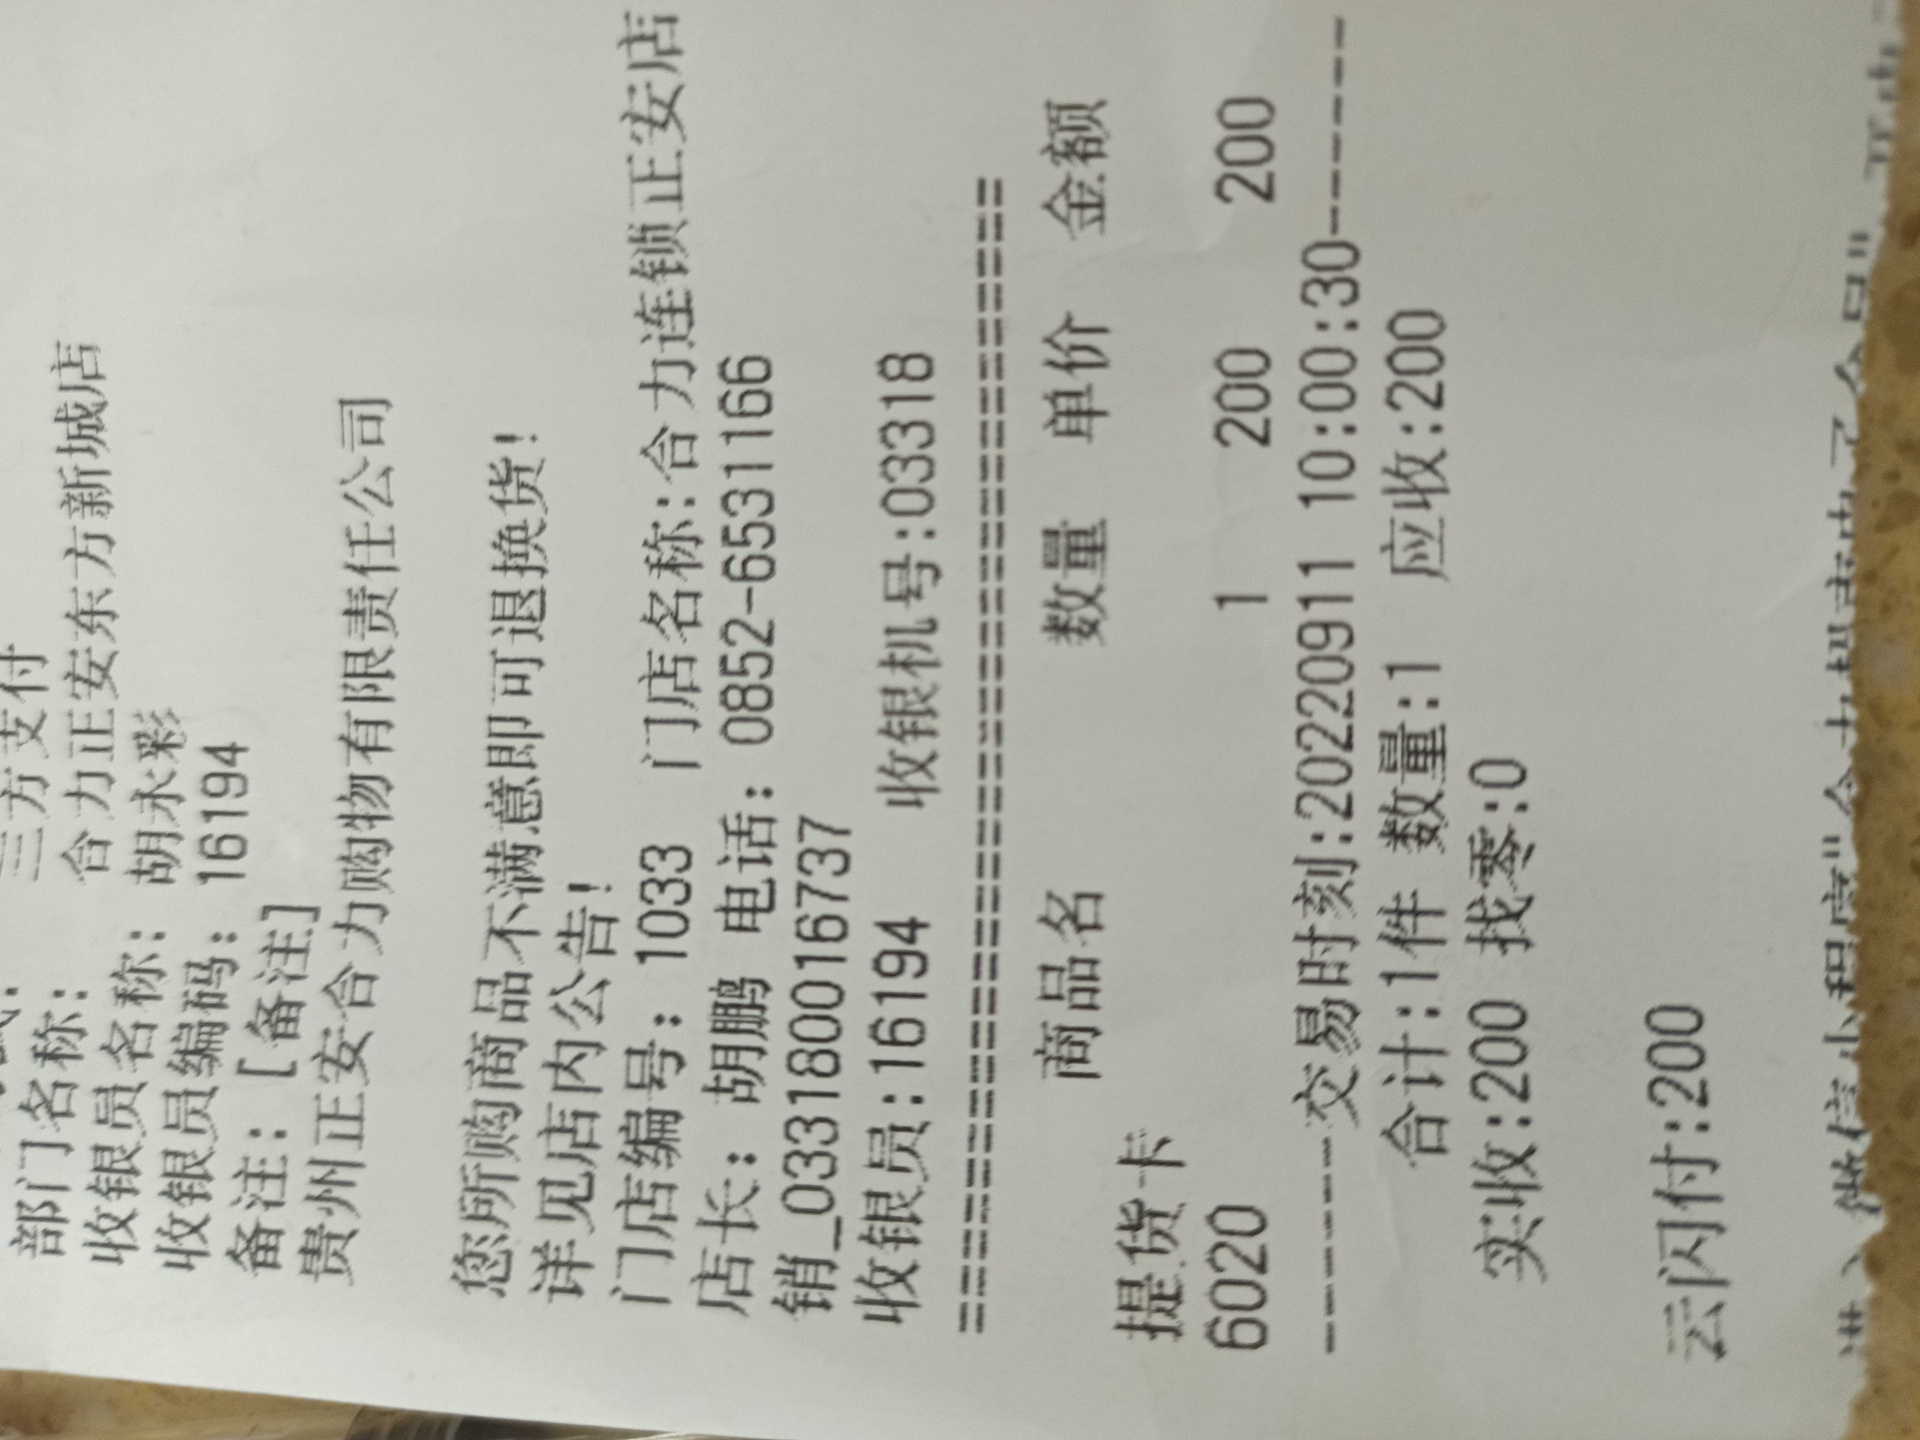 三方支付
部门名称： 合力正安东方新城店
收银员名称： 胡永彩
收银员编码： 16194
备注： [备注]
贵州正安合力购物有限责任公司
您所购商品不满意即可退换货!
详见店内公告!
门店编号： 1033 门店名称:合力连锁正安店
店长： 胡鹏 电话： 0852-6531166
销_0331800016737
收银员:16194 收银机号:033318
==========================================
商品名 数量 单价 金额
提货卡
6020 1 200 200
--------交易时刻:20220911 10:00:30--------
合计:1件 数量:1 应收:200
实收:200 找零:0
云闪付:200